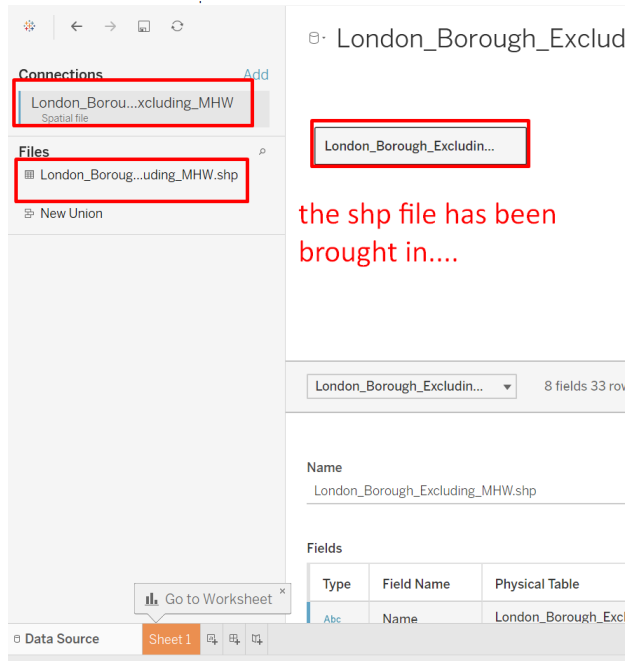 London_Borough_Exclud
Connections Add
London_Borou...xcluding_MHW
Spatial file
London_Borough_Excludin...
Files
London_Boroug...uding_MHW.shp
New Union
the shp file has been
brought in....
London_Borough_Excludin... 8 fields 33 rov
Name
London_Borough_Excluding_MHW.shp
Fields
Type Field Name Physical Table
Abc Name London_Borough_Excl
Go to Worksheet ×
Data Source Sheet 1